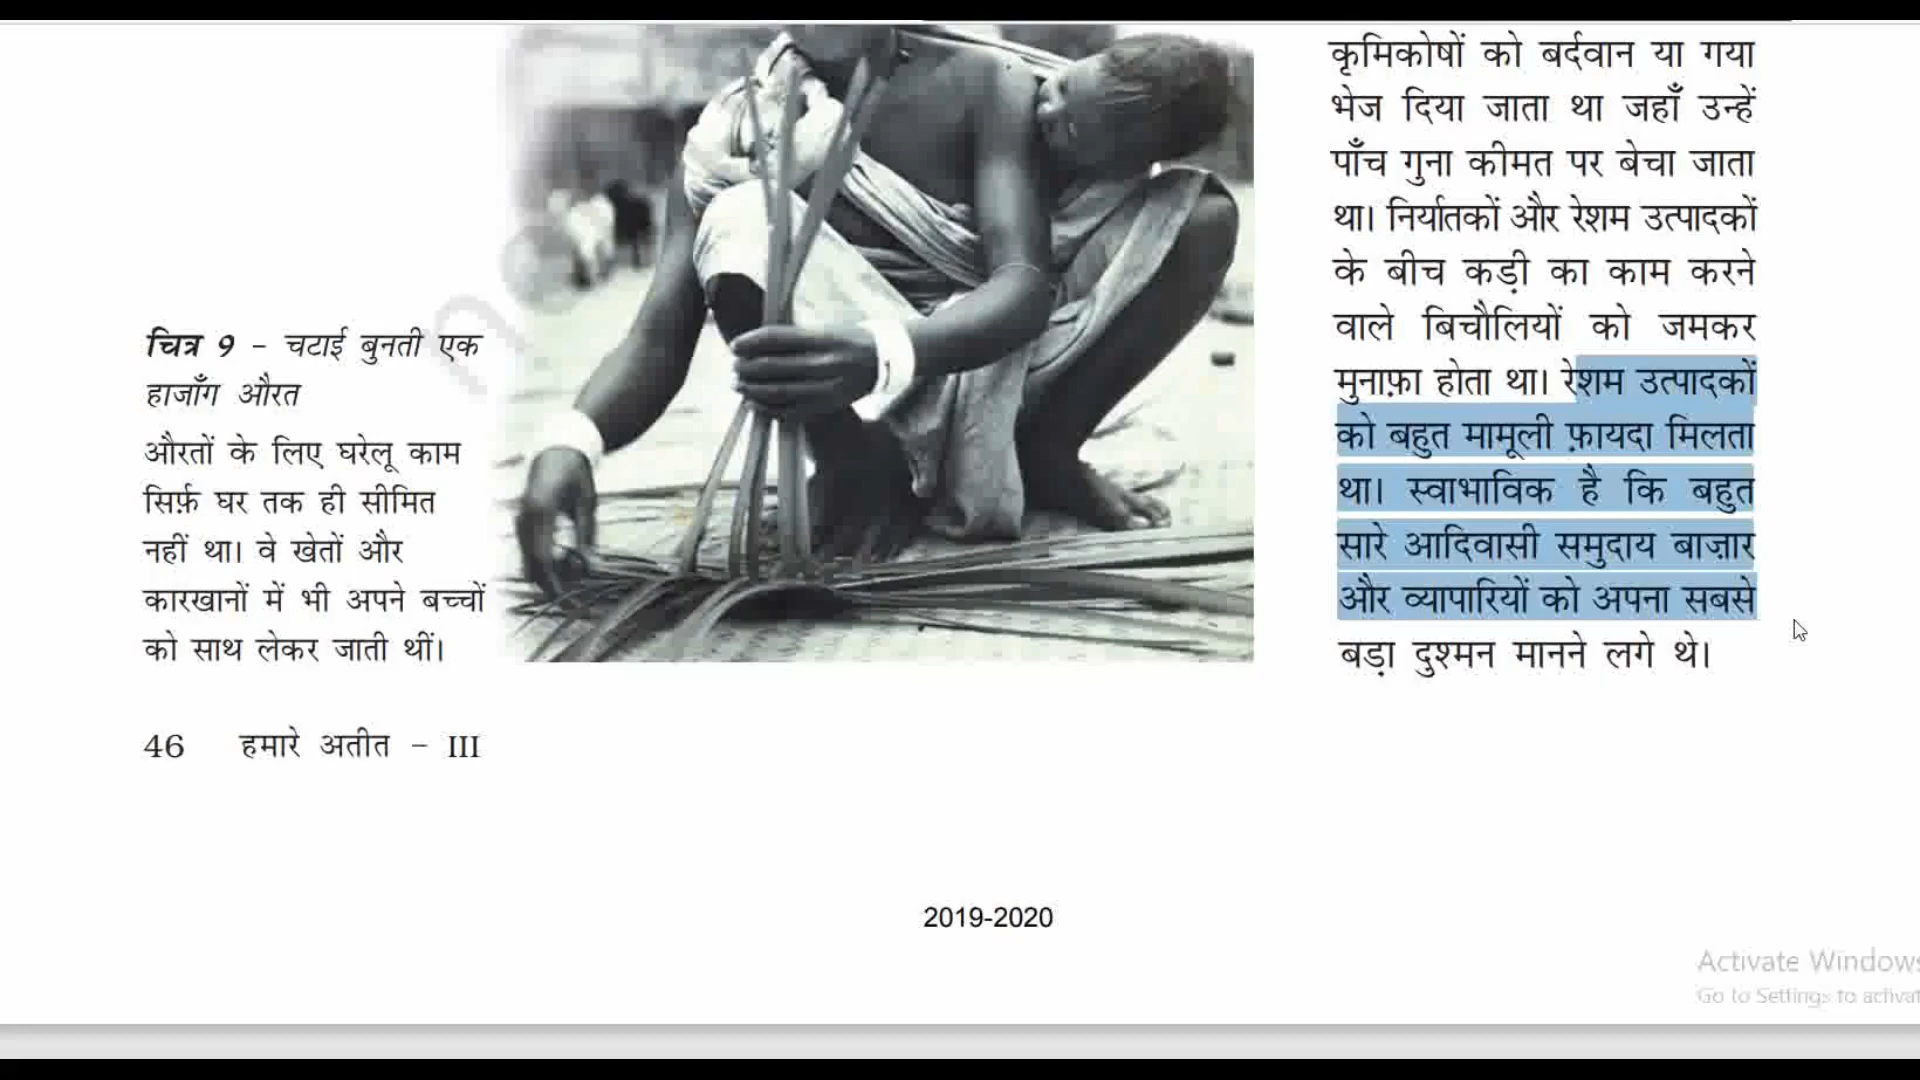 चित्र 9 – चटाई बुनती एक
हाजाँग औरत
औरतों के लिए घरेलू काम
सिर्फ़ घर तक ही सीमित
नहीं था। वे खेतों और
कारखानों में भी अपने बच्चों
को साथ लेकर जाती थीं।
कृमिकोषों को बर्दवान या गया
भेज दिया जाता था जहाँ उन्हें
पाँच गुना कीमत पर बेचा जाता
था। निर्यातकों और रेशम उत्पादकों
के बीच कड़ी का काम करने
वाले बिचौलियों को जमकर
मुनाफ़ा होता था। रेशम उत्पादकों
को बहुत मामूली फ़ायदा मिलता
था। स्वाभाविक है कि बहुत
सारे आदिवासी समुदाय बाज़ार
और व्यापारियों को अपना सबसे
बड़ा दुश्मन मानने लगे थे।
46 हमारे अतीत – III
2019-2020
Activate Windows
Go to Settings to activat